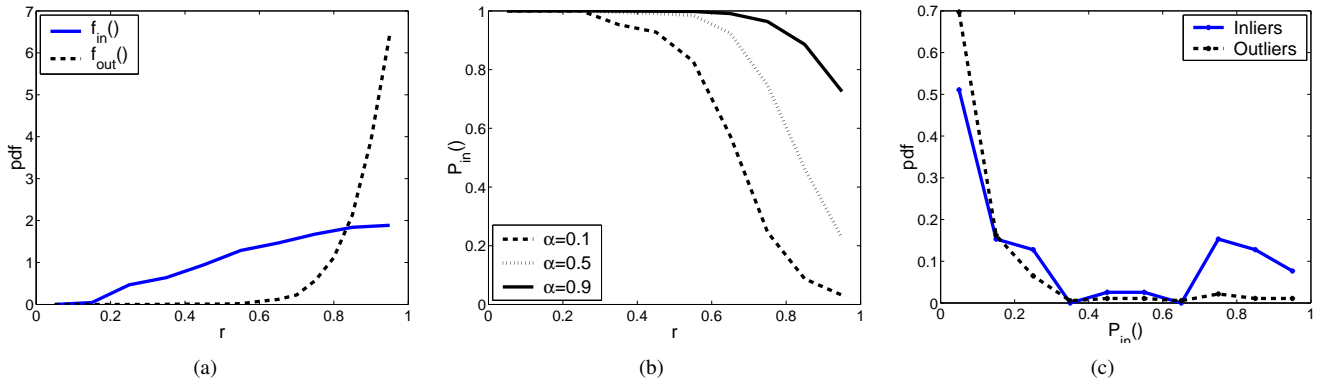 7
6
5
4
3
2
1
0
pdf
0 0.2 0.4 0.6 0.8 1
r
f_in()
f_out()
(a)
1
0.8
0.6
0.4
0.2
0
P_in()
0 0.2 0.4 0.6 0.8 1
r
α=0.1
α=0.5
α=0.9
(b)
0.7
0.6
0.5
0.4
0.3
0.2
0.1
0
pdf
0 0.2 0.4 0.6 0.8 1
P_in()
Inliers
Outliers
(c)